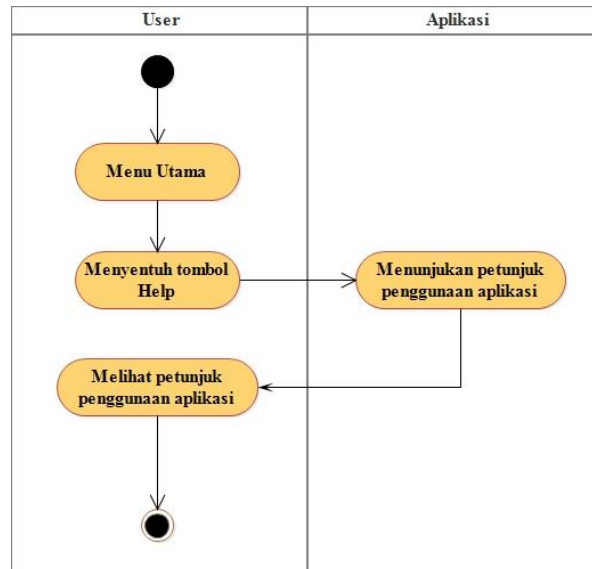 User
Aplikasi
Menu Utama
Menyentuh tombol
Help
Menunjukan petunjuk
penggunaan aplikasi
Melihat petunjuk
penggunaan aplikasi